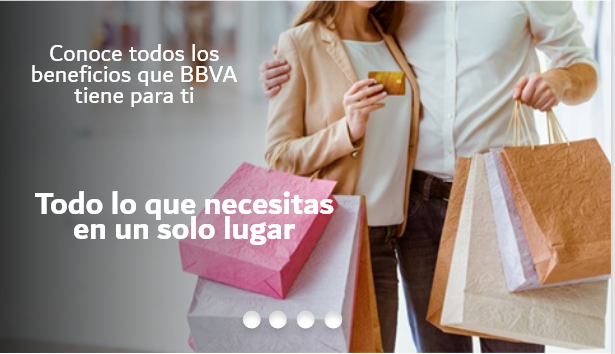 Conoce todos los
beneficios que BBVA
tiene para ti
Todo lo que necesitas
en un solo lugar